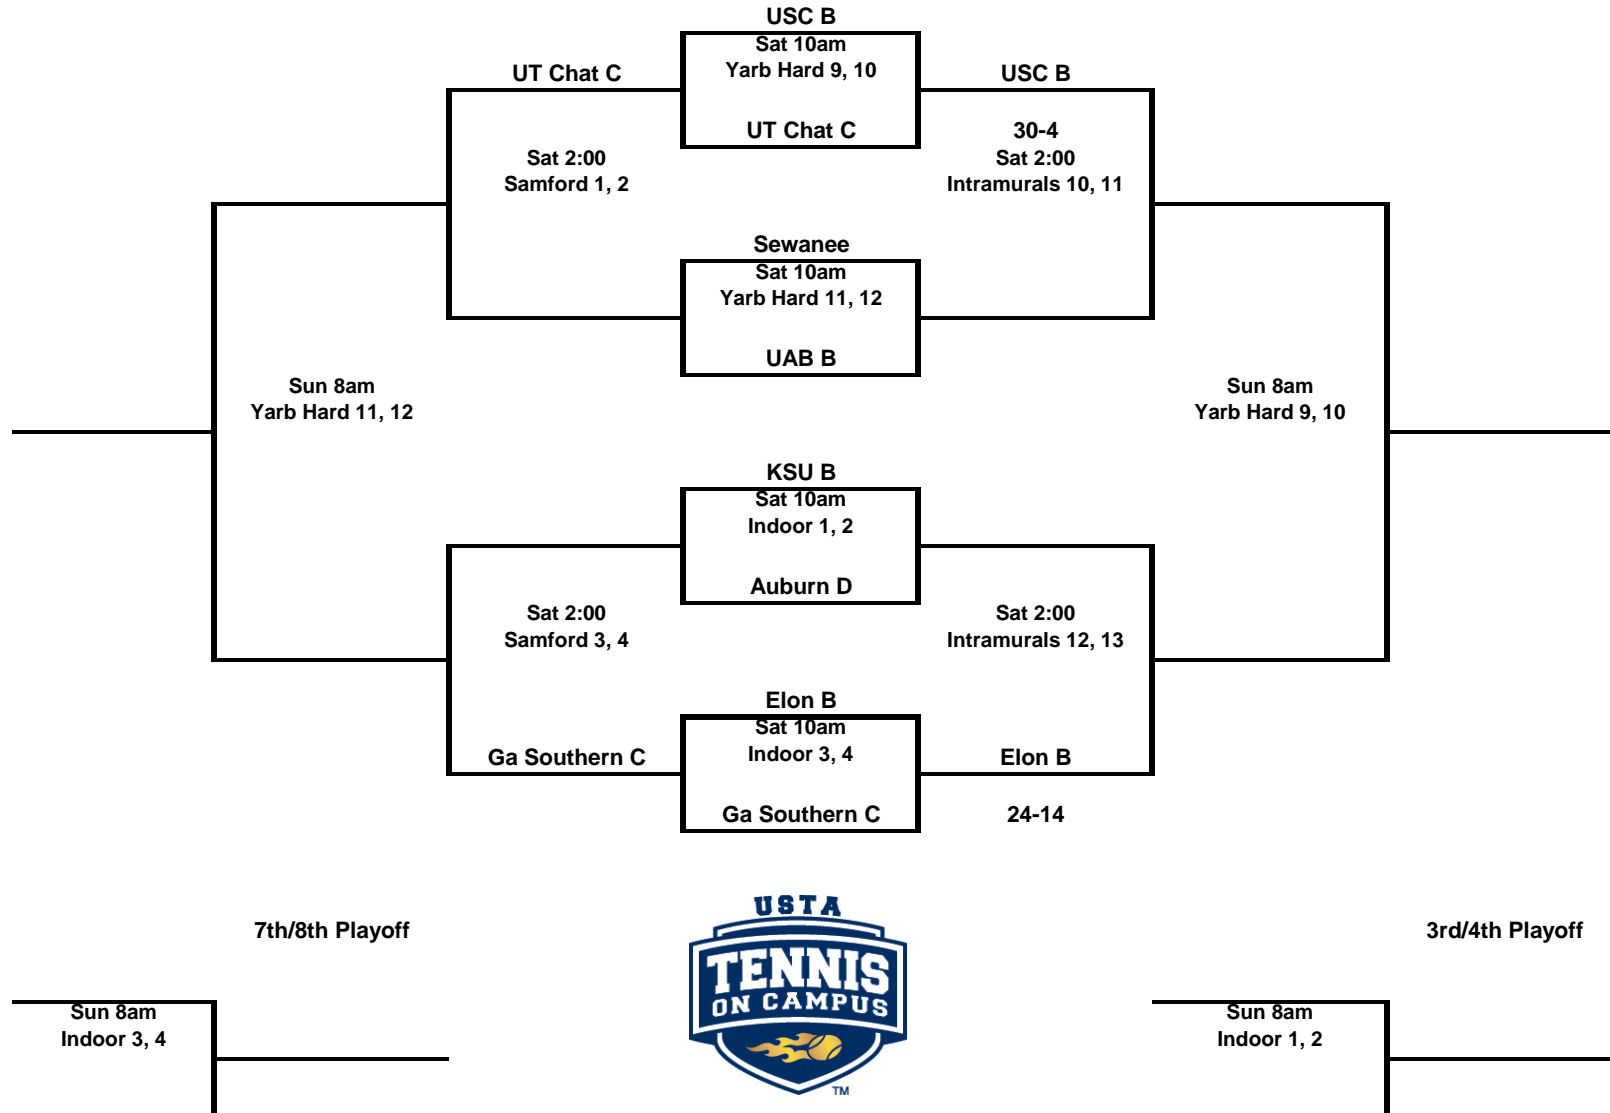 USC B
Sat 10am
UT Chat C
Yarb Hard 9, 10
USC B
UT Chat C
30-4
Sat 2:00
Sat 2:00
Samford 1, 2
Intramurals 10, 11
Sewanee
Sat 10am
Yarb Hard 11, 12
UAB B
Sun 8am
Sun 8am
Yarb Hard 11, 12
Yarb Hard 9, 10
KSU B
Sat 10am
Indoor 1, 2
Auburn D
Sat 2:00
Sat 2:00
Samford 3, 4
Intramurals 12, 13
Elon B
Sat 10am
Indoor 3, 4
Ga Southern C
Elon B
Ga Southern C
24-14
7th/8th Playoff
USTA
TENNIS
ON CAMPUS
TM
3rd/4th Playoff
Sun 8am
Indoor 3, 4
Sun 8am
Indoor 1, 2